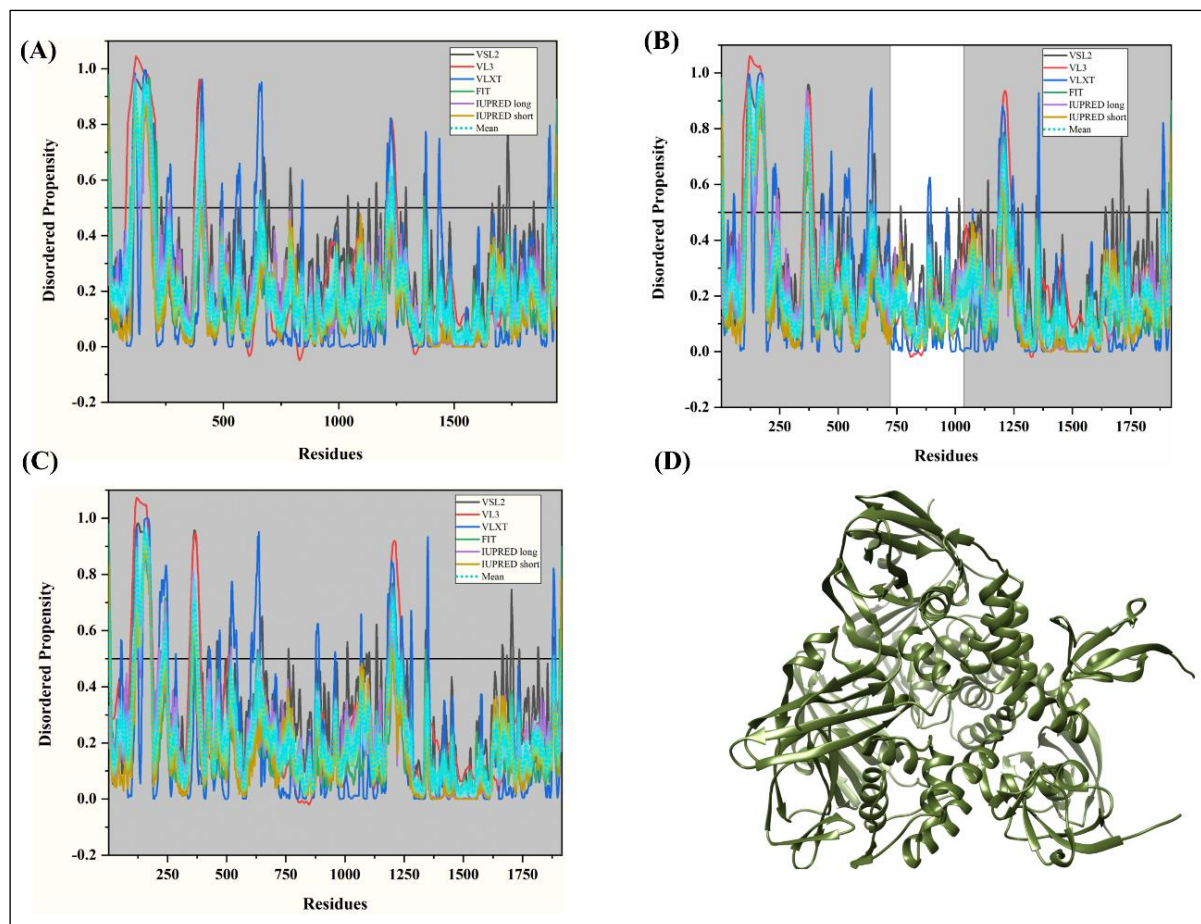 (A)
VSL2
VL3
VLXT
FIT
IUPRED long
IUPRED short
Mean
1.0
0.8
0.6
0.4
0.2
0.0
-0.2
Disordered Propensity
500
1000
1500
Residues
(B)
VSL2
VL3
VLXT
FIT
IUPRED long
IUPRED short
Mean
1.0
0.8
0.6
0.4
0.2
0.0
-0.2
Disordered Propensity
250
500
750
1000
1250
1500
1750
Residues
(C)
VSL2
VL3
VLXT
FIT
IUPRED long
IUPRED short
Mean
1.0
0.8
0.6
0.4
0.2
0.0
-0.2
Disordered Propensity
250
500
750
1000
1250
1500
1750
Residues
(D)